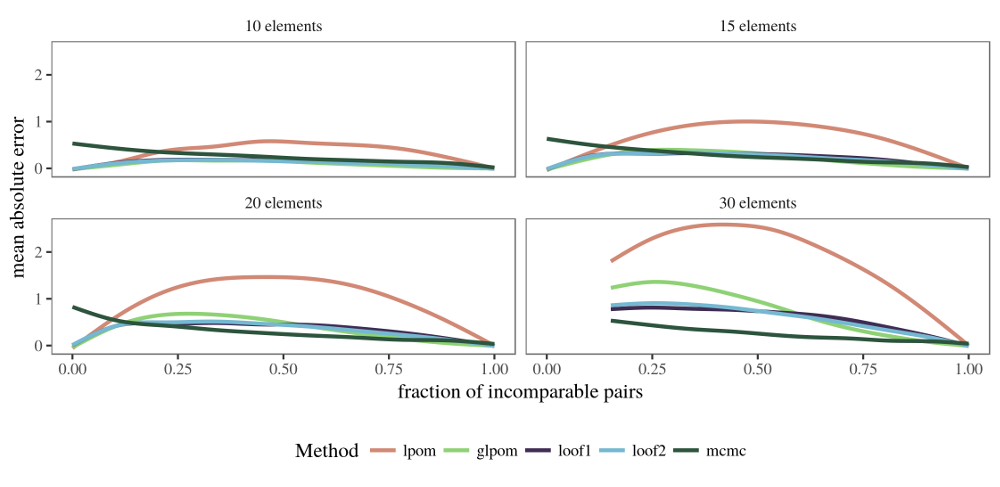 10 elements
15 elements
2
1
0
20 elements
30 elements
2
1
0
0.00 0.25 0.50 0.75 1.00
0.00 0.25 0.50 0.75 1.00
mean absolute error
fraction of incomparable pairs
Method lpom glpom loof1 loof2 mcmc